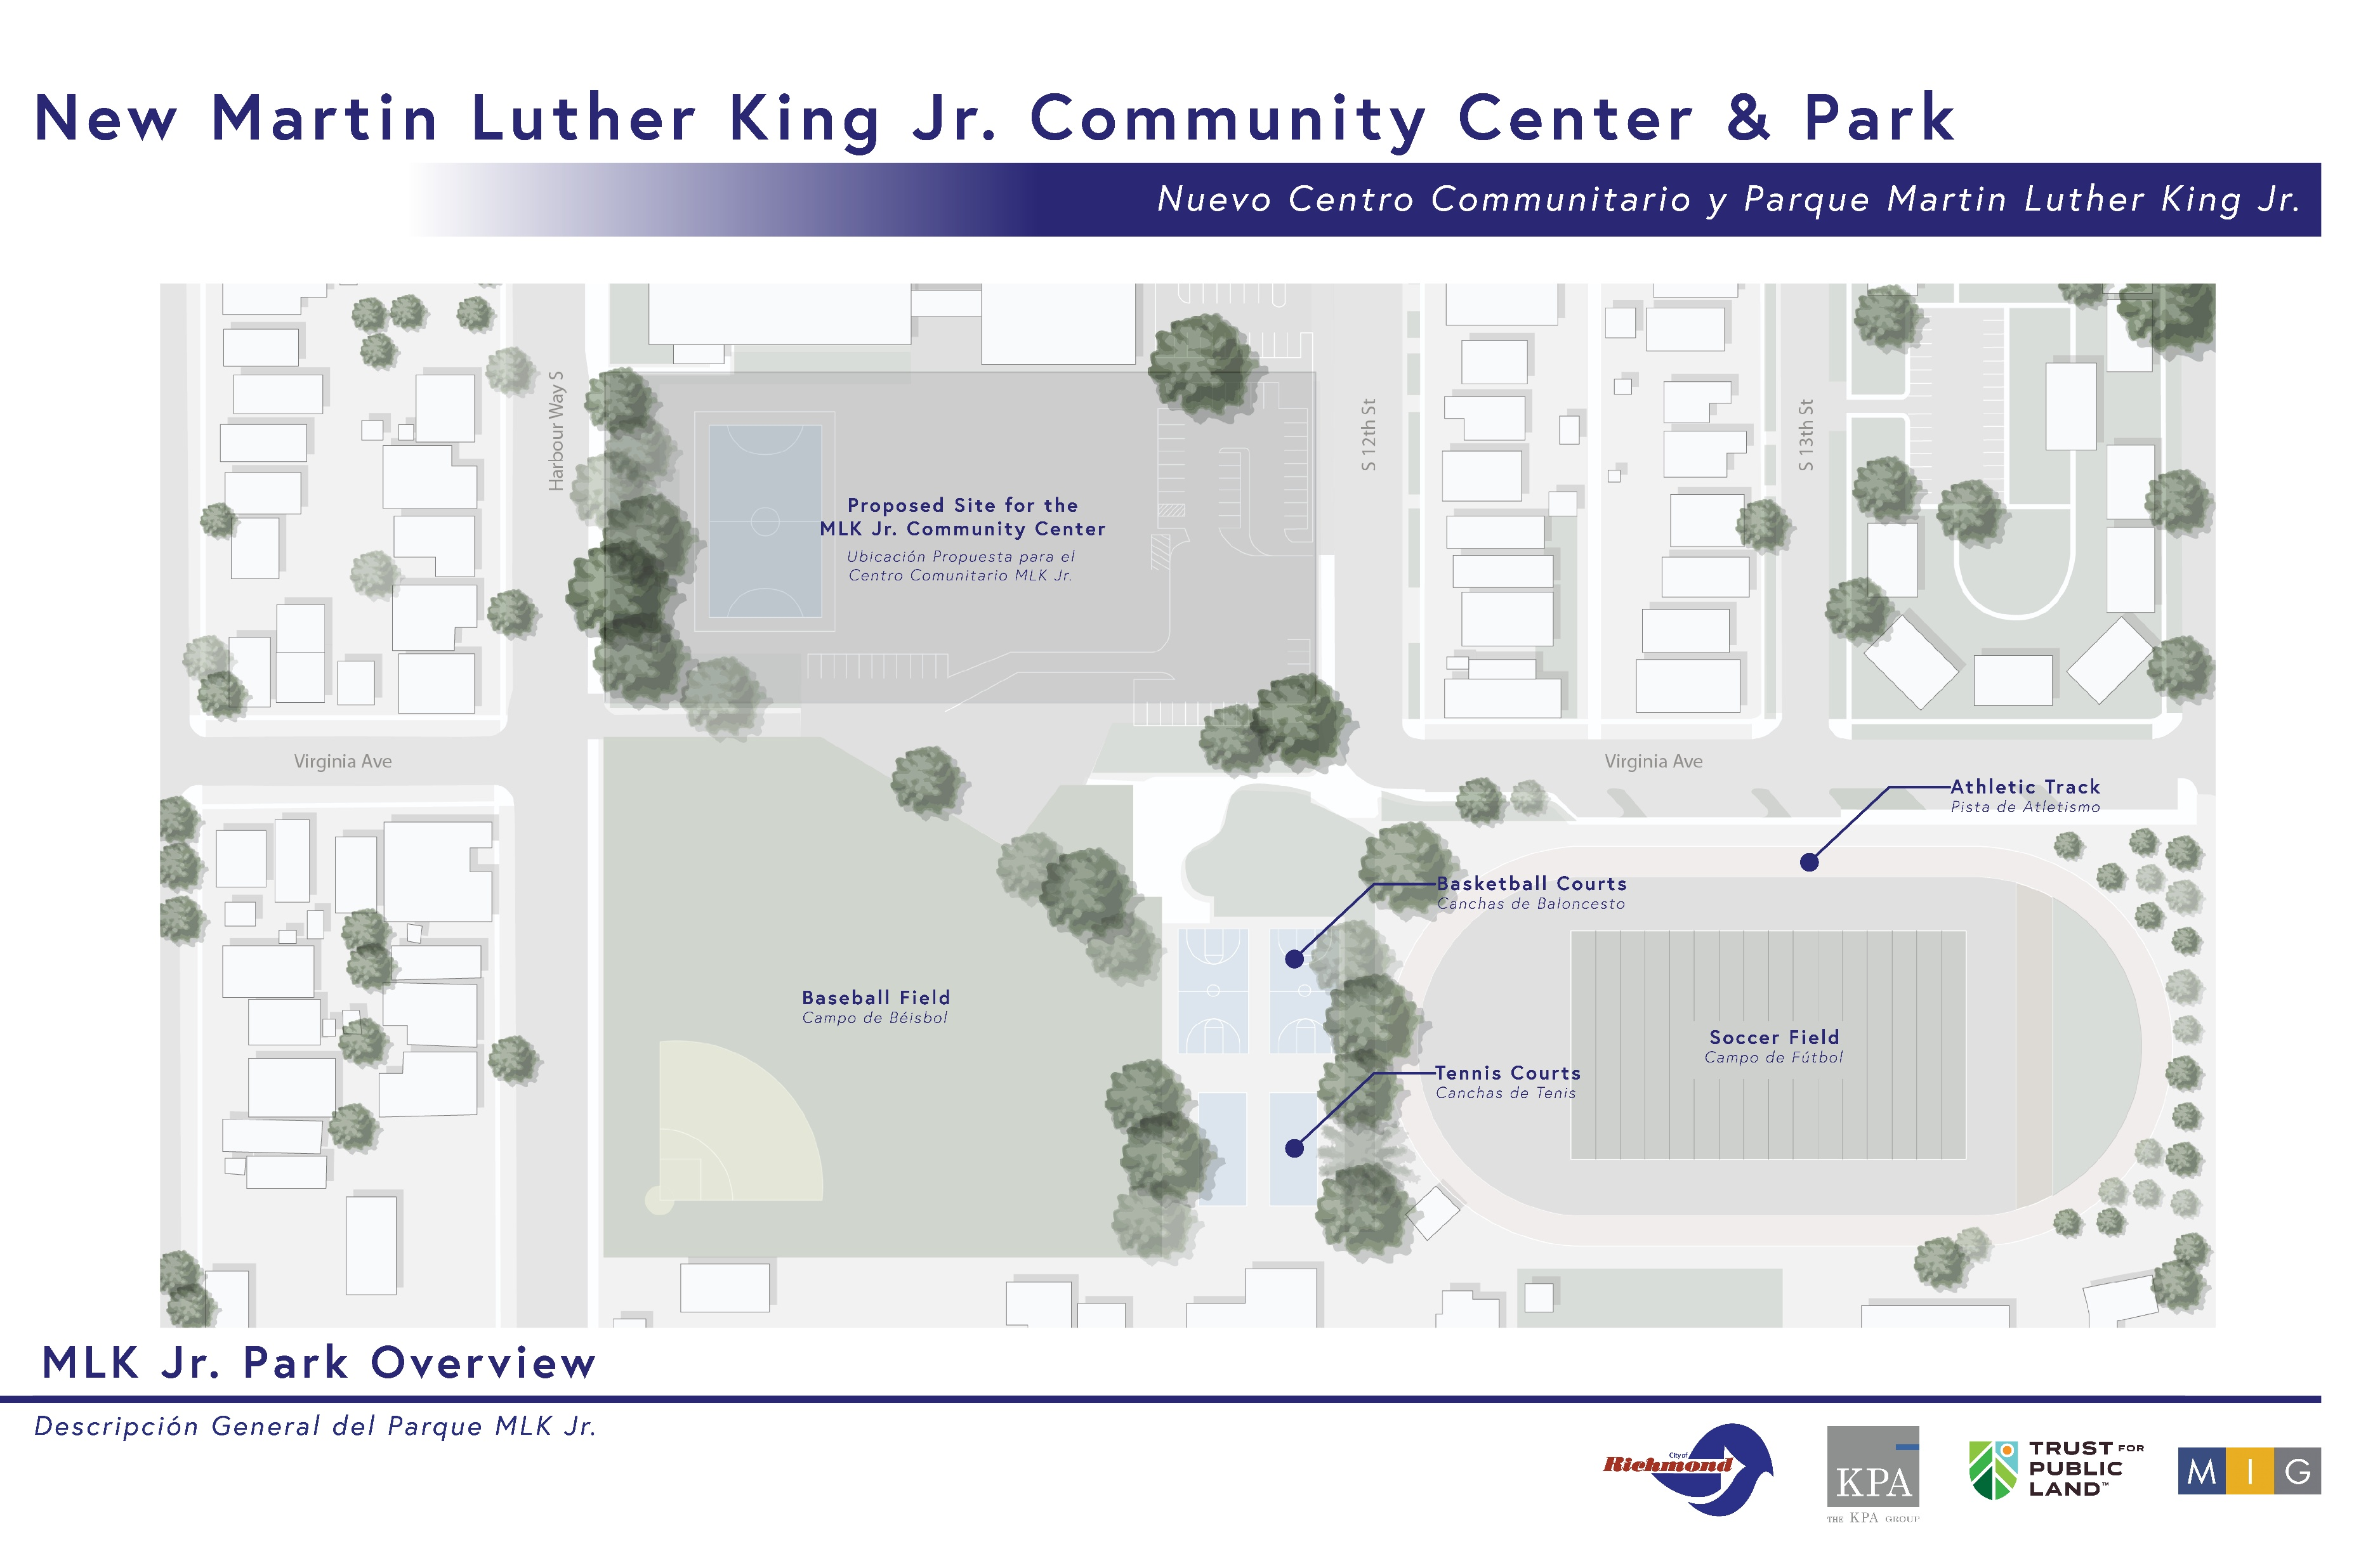 New Martin Luther King Jr. Community Center & Park
Nuevo Centro Communitario y Parque Martin Luther King Jr.
Harbour Way S
S 12th St
S 13th St
Proposed Site for the
MLK Jr. Community Center
Ubicación Propuesta para el
Centro Comunitario MLK Jr.
Virginia Ave
Virginia Ave
Athletic Track
Pista de Atletismo
Basketball Courts
Canchas de Baloncesto
Baseball Field
Campo de Béisbol
Soccer Field
Campo de Fútbol
Tennis Courts
Canchas de Tenis
MLK Jr. Park Overview
Descripción General del Parque MLK Jr.
City of
Richmond
KPA
THE KPA GROUP
TRUST FOR
PUBLIC
LAND™
MIG